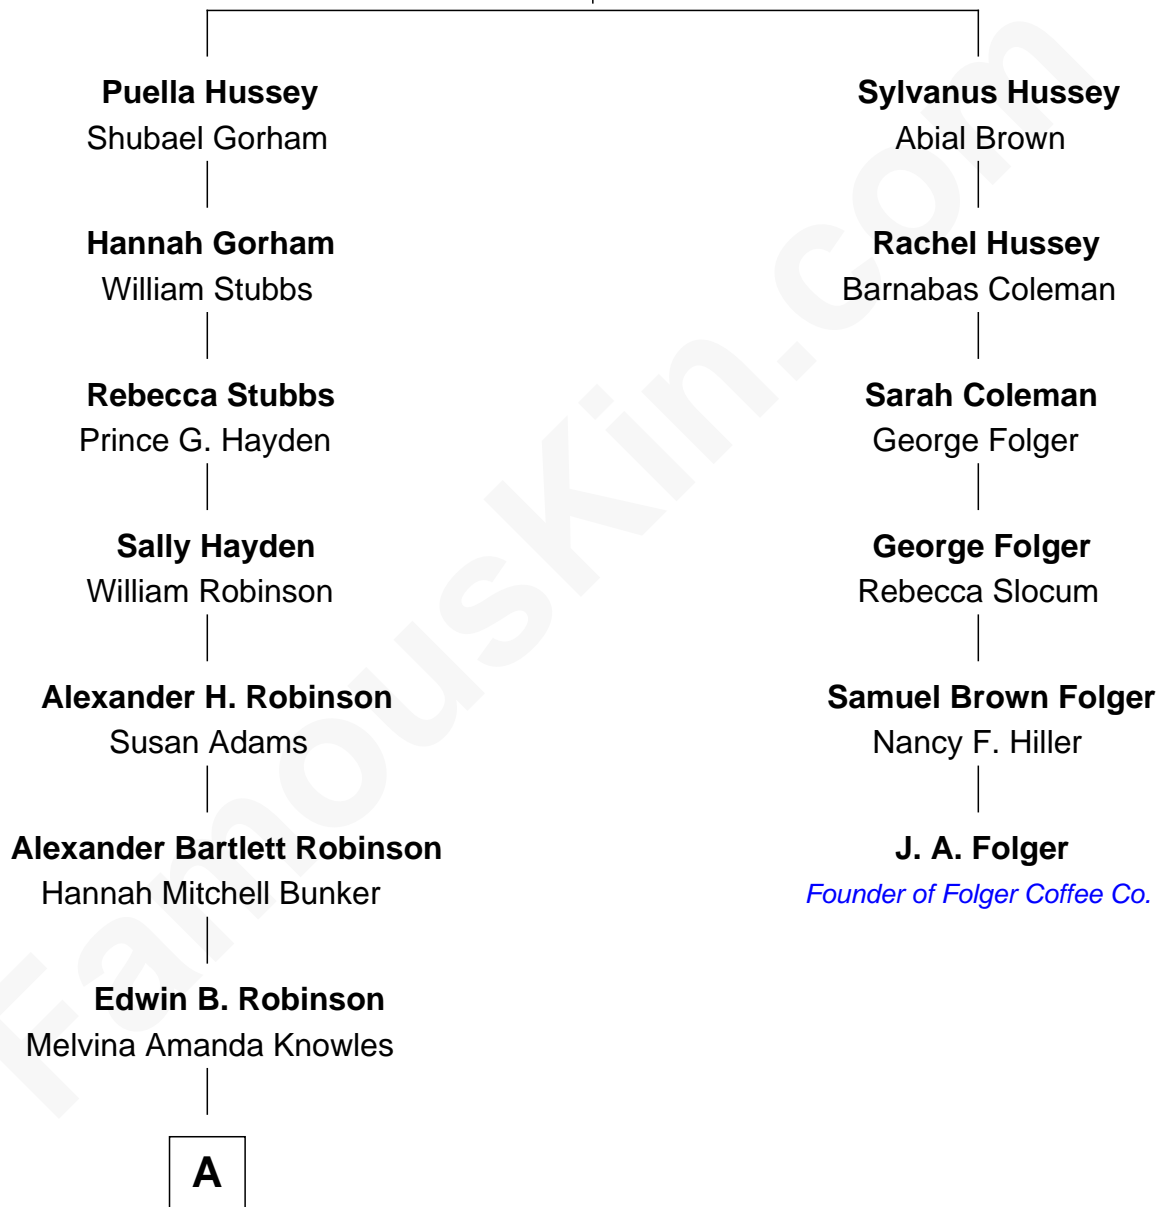 Puella Hussey
Shubael Gorham
Hannah Gorham
William Stubbs
Rebecca Stubbs
Prince G. Hayden
Sally Hayden
William Robinson
Alexander H. Robinson
Susan Adams
Alexander Bartlett Robinson
Hannah Mitchell Bunker
Edwin B. Robinson
Melvina Amanda Knowles
A
Sylvanus Hussey
Abial Brown
Rachel Hussey
Barnabas Coleman
Sarah Coleman
George Folger
George Folger
Rebecca Slocum
Samuel Brown Folger
Nancy F. Hiller
J. A. Folger
Founder of Folger Coffee Co.
FamousKin.com